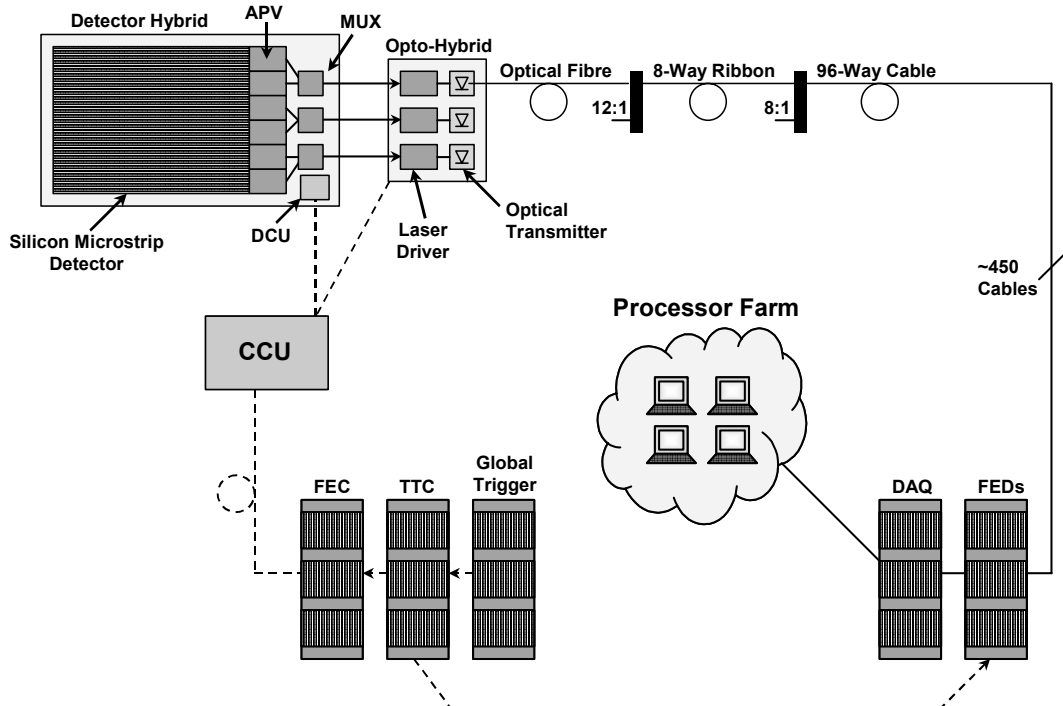 Detector Hybrid
APV
MUX
Opto-Hybrid
Optical Fibre
8-Way Ribbon
96-Way Cable
12:1
8:1
Silicon Microstrip
Detector
DCU
Laser
Driver
Optical
Transmitter
~450
Cables
CCU
Processor Farm
FEC
TTC
Global
Trigger
DAQ
FEDs